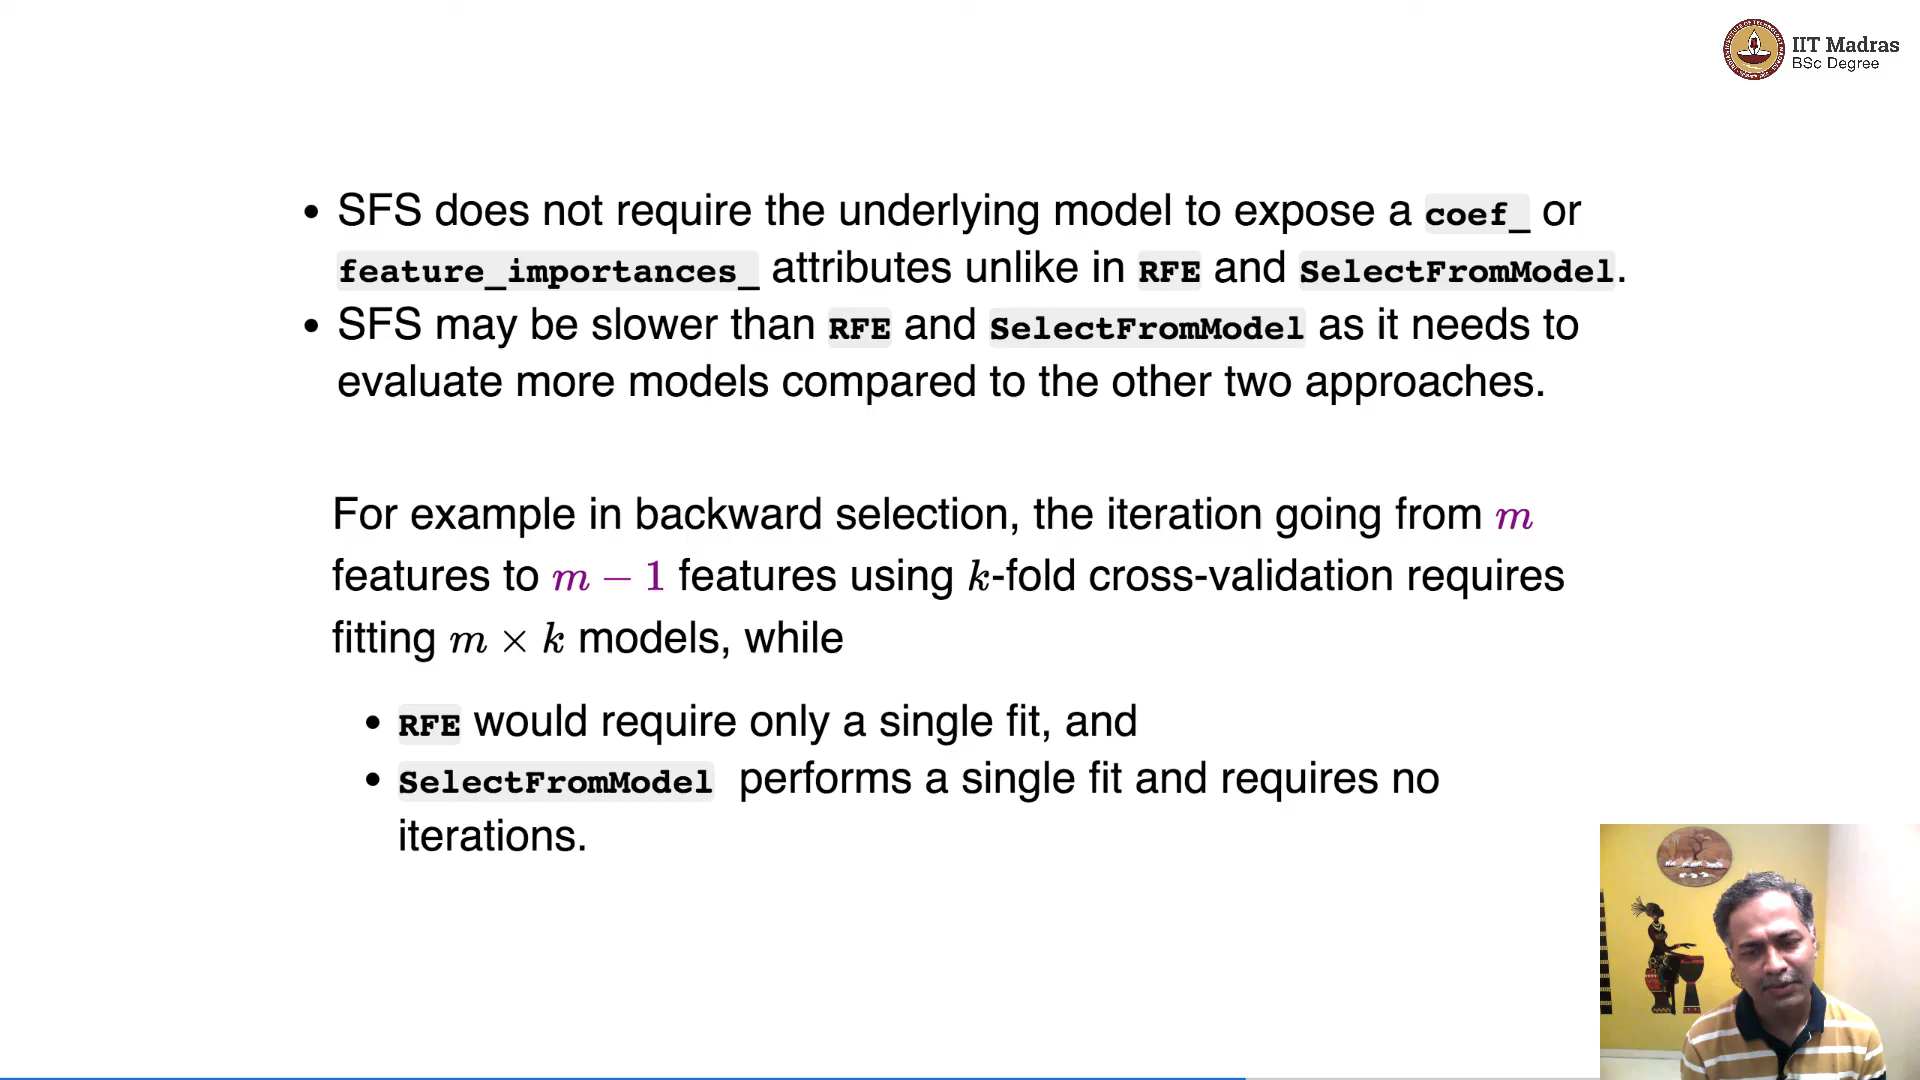 IIT Madras
BSc Degree
• SFS does not require the underlying model to expose a coef_ or
feature_importances_ attributes unlike in RFE and SelectFromModel.
• SFS may be slower than RFE and SelectFromModel as it needs to
evaluate more models compared to the other two approaches.
For example in backward selection, the iteration going from m
features to m − 1 features using k-fold cross-validation requires
fitting m × k models, while
• RFE would require only a single fit, and
• SelectFromModel performs a single fit and requires no
iterations.